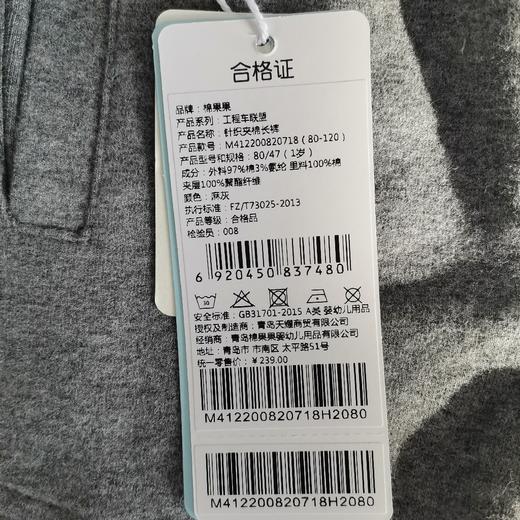 合格证
品牌：棉果果
产品系列：工程车联盟
产品名称：针织夹棉长裤
产品款号：M412200820718（80-120）
产品型号和规格：80/47（1岁）
成分：外料97%棉3%氨纶 里料100%棉
夹层100%聚酯纤维
颜色：麻灰
执行标准：FZ/T73025-2013
产品等级：合格品
检验员：008
6 920450 837480
30
安全标准：GB31701-2015 A类 婴幼儿用品
授权及制造商：青岛天耀商贸有限公司
经销商：青岛棉果果婴幼儿用品有限公司
地址：青岛市 市南区 太平路51号
统一零售价：￥239.00
M412200820718H2080
M412200820718H2080